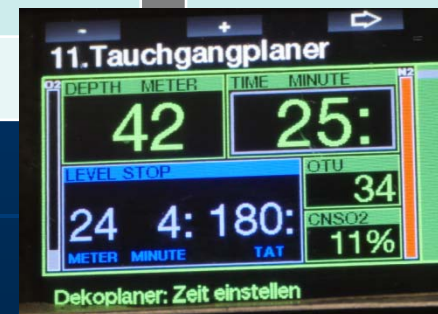 - +
11.Tauchgangplaner
O2 DEPTH METER TIME MINUTE N2
42 25:
LEVEL STOP OTU
34
24 4: 180: CNSO2
METER MINUTE TAT 11%
Dekoplaner: Zeit einstellen